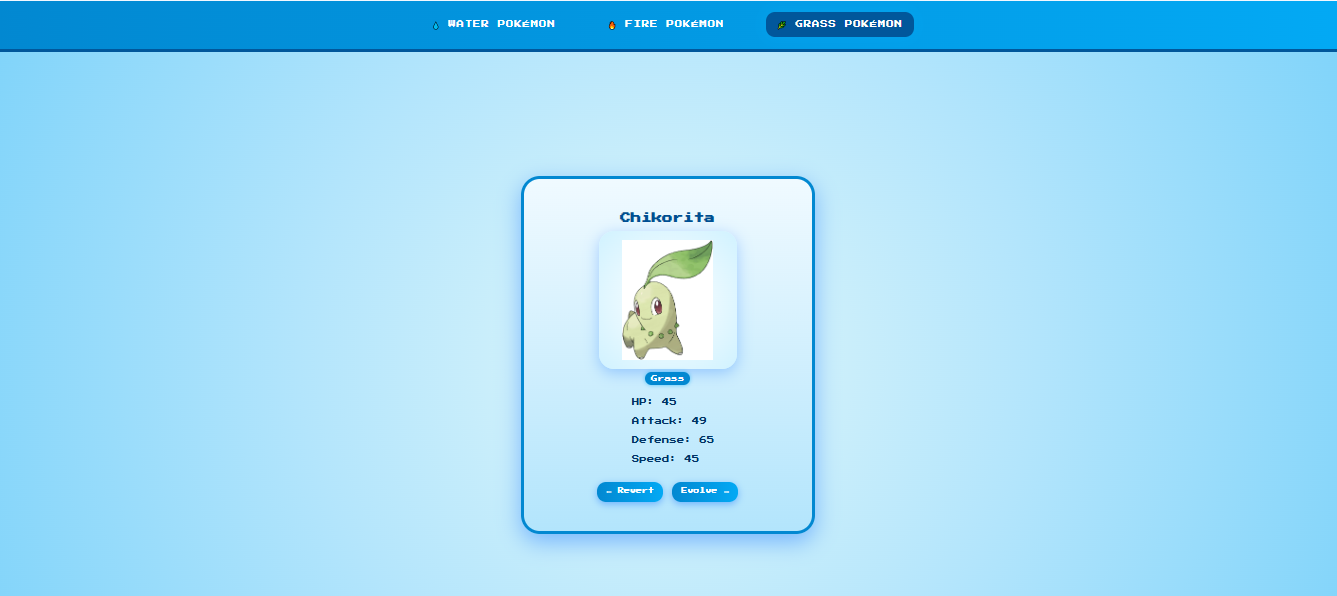 💧 WATER POKéMON 🔥 FIRE POKéMON 🌿 GRASS POKéMON
Chikorita
Grass
HP: 45
Attack: 49
Defense: 65
Speed: 45
← Revert Evolve →